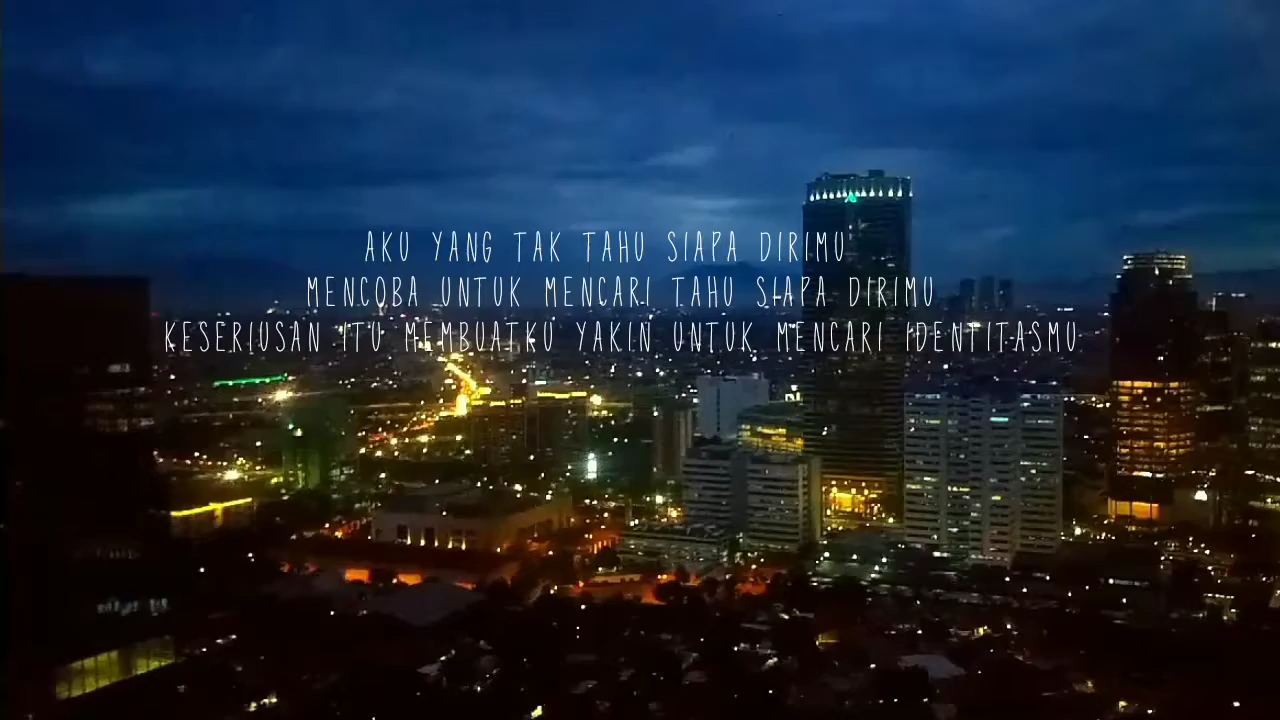 AKU YANG TAK TAHU SIAPA DIRIMU
MENCOBA UNTUK MENCARI TAHU SIAPA DIRIMU
KESERIUSAN ITU MEMBUATKU YAKIN UNTUK MENCARI IDENTITASMU